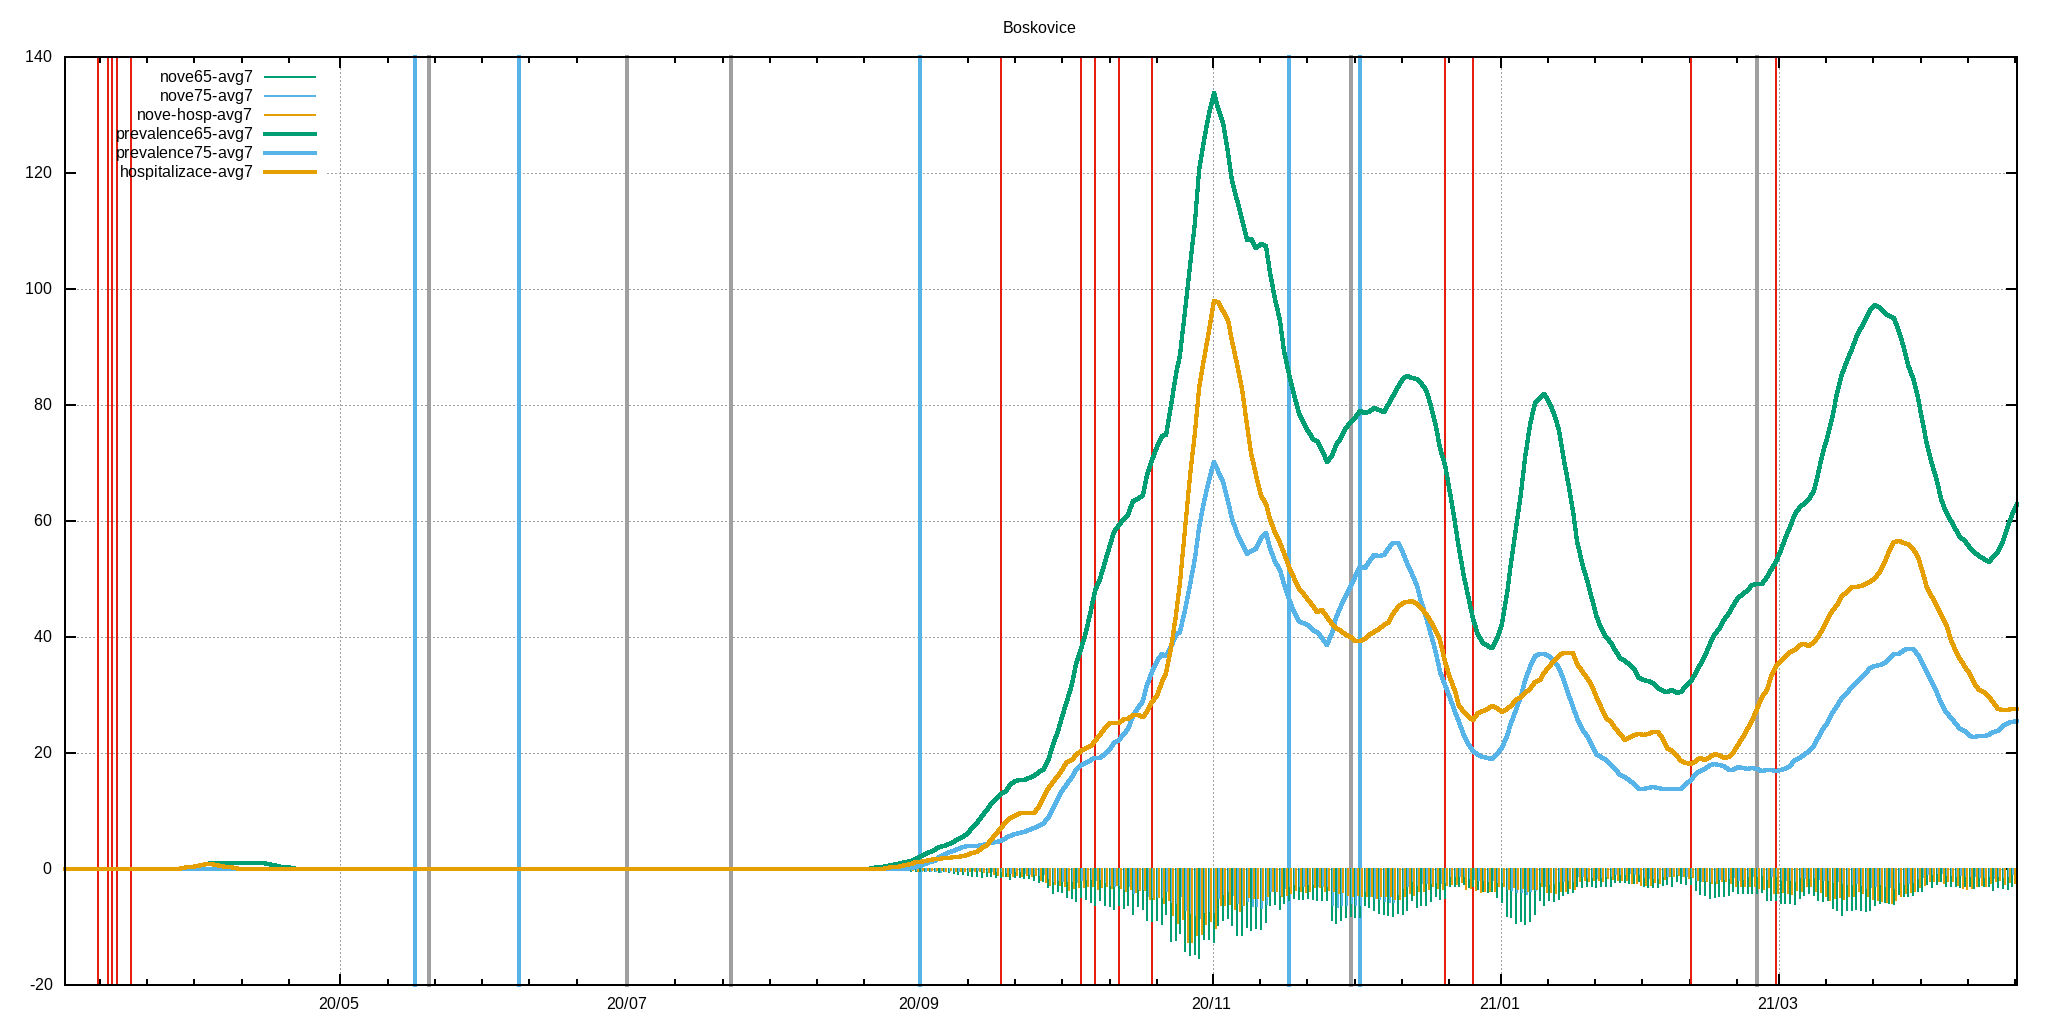 Boskovice
140
120
100
80
60
40
20
0
-20
nove65-avg7
nove75-avg7
nove-hosp-avg7
prevalence65-avg7
prevalence75-avg7
hospitalizace-avg7
20/05
20/07
20/09
20/11
21/01
21/03